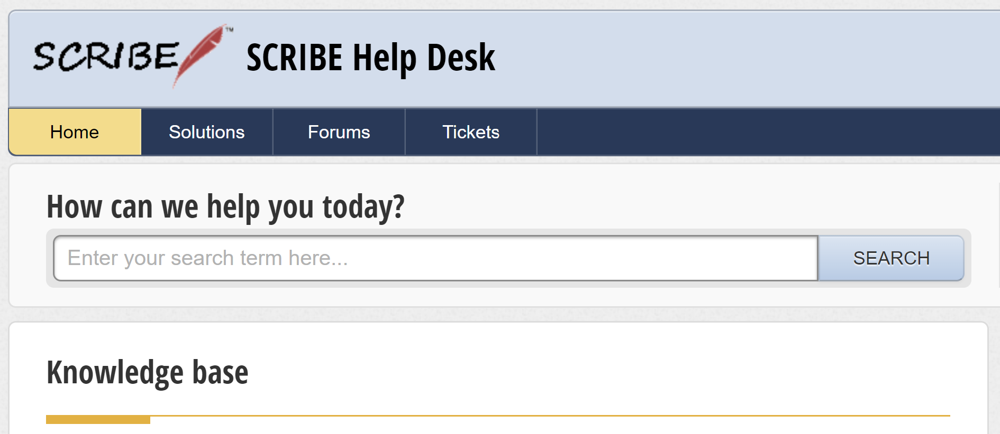 SCRIBE™
SCRIBE Help Desk
Home Solutions Forums Tickets
How can we help you today?
Enter your search term here... SEARCH
Knowledge base